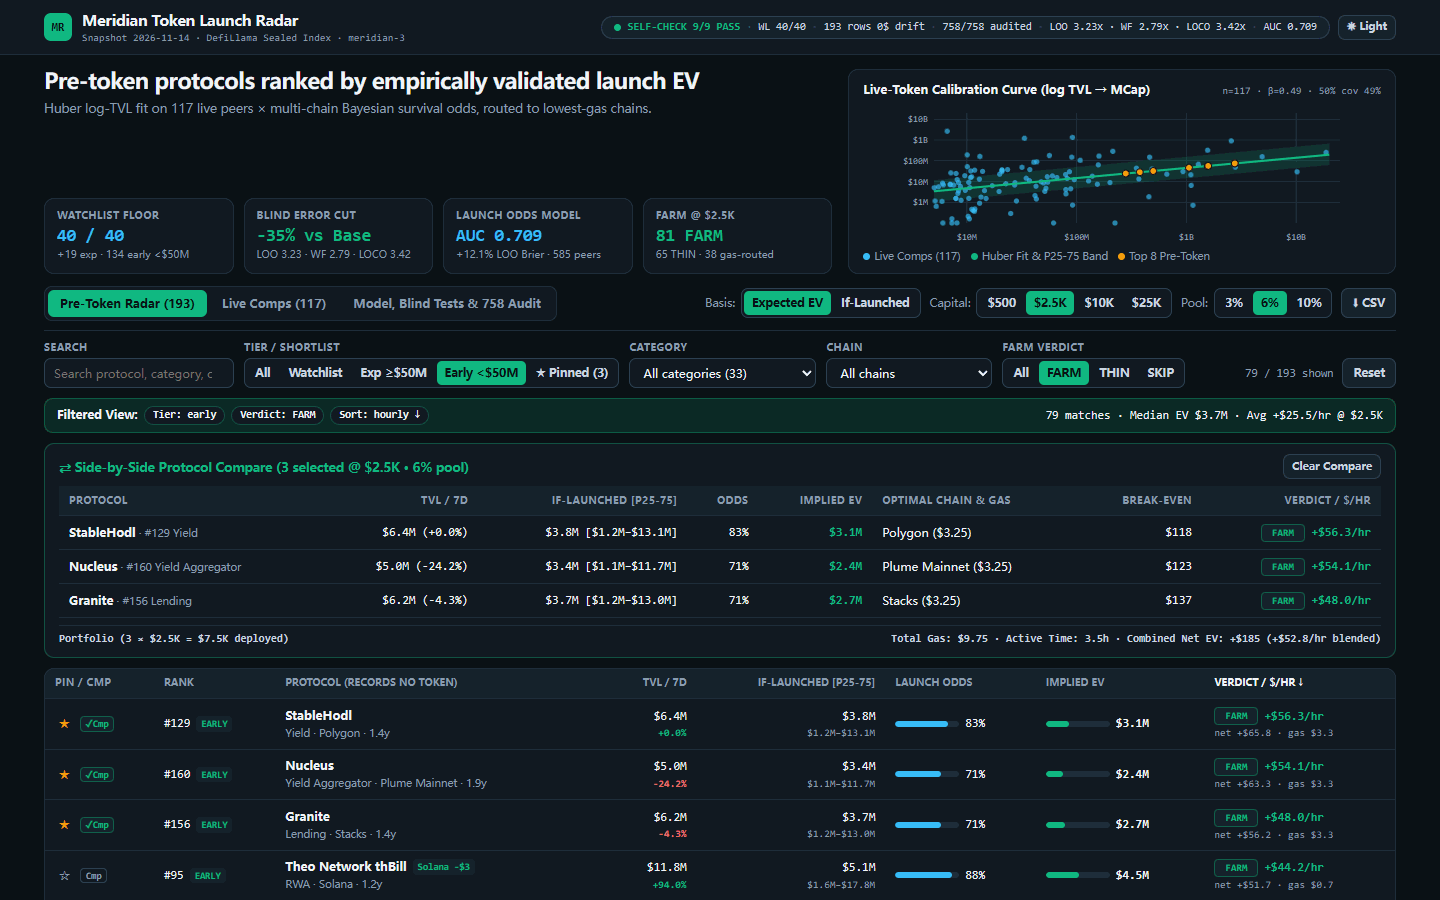 MR
Meridian Token Launch Radar
Snapshot 2026-11-14 · DefiLlama Sealed Index · meridian-3
SELF-CHECK 9/9 PASS · WL 40/40 · 193 rows 0$ drift · 758/758 audited · LOO 3.23x · WF 2.79x · LOCO 3.42x · AUC 0.709
☀ Light
Pre-token protocols ranked by empirically validated launch EV
Huber log-TVL fit on 117 live peers × multi-chain Bayesian survival odds, routed to lowest-gas chains.
Live-Token Calibration Curve (log TVL → MCap)
n=117 · β=0.49 · 50% cov 49%
$10B
$1B
$100M
$10M
$1M
$10M $100M $1B $10B
Live Comps (117) Huber Fit & P25-75 Band Top 8 Pre-Token
WATCHLIST FLOOR
40 / 40
+19 exp · 134 early <$50M
BLIND ERROR CUT
-35% vs Base
LOO 3.23 · WF 2.79 · LOCO 3.42
LAUNCH ODDS MODEL
AUC 0.709
+12.1% LOO Brier · 585 peers
FARM @ $2.5K
81 FARM
65 THIN · 38 gas-routed
Pre-Token Radar (193) Live Comps (117) Model, Blind Tests & 758 Audit
Basis: Expected EV If-Launched Capital: $500 $2.5K $10K $25K Pool: 3% 6% 10% ⬇ CSV
SEARCH
Search protocol, category, c
TIER / SHORTLIST
All Watchlist Exp ≥$50M Early <$50M ★ Pinned (3)
CATEGORY
All categories (33)
CHAIN
All chains
FARM VERDICT
All FARM THIN SKIP
79 / 193 shown
Reset
Filtered View: Tier: early Verdict: FARM Sort: hourly ↓
79 matches · Median EV $3.7M · Avg +$25.5/hr @ $2.5K
⇄ Side-by-Side Protocol Compare (3 selected @ $2.5K • 6% pool)
Clear Compare
PROTOCOL TVL / 7D IF-LAUNCHED [P25-75] ODDS IMPLIED EV OPTIMAL CHAIN & GAS BREAK-EVEN VERDICT / $/HR
StableHodl · #129 Yield $6.4M (+0.0%) $3.8M [$1.2M–$13.1M] 83% $3.1M Polygon ($3.25) $118 FARM +$56.3/hr
Nucleus · #160 Yield Aggregator $5.0M (-24.2%) $3.4M [$1.1M–$11.7M] 71% $2.4M Plume Mainnet ($3.25) $123 FARM +$54.1/hr
Granite · #156 Lending $6.2M (-4.3%) $3.7M [$1.2M–$13.0M] 71% $2.7M Stacks ($3.25) $137 FARM +$48.0/hr
Portfolio (3 × $2.5K = $7.5K deployed)
Total Gas: $9.75 · Active Time: 3.5h · Combined Net EV: +$185 (+$52.8/hr blended)
PIN / CMP RANK PROTOCOL (RECORDS NO TOKEN) TVL / 7D IF-LAUNCHED [P25-75] LAUNCH ODDS IMPLIED EV VERDICT / $/HR ↓
★ ✓Cmp #129 EARLY StableHodl $6.4M $3.8M 83% $3.1M FARM +$56.3/hr
Yield · Polygon · 1.4y +0.0% $1.2M–$13.1M net +$65.8 · gas $3.3
★ ✓Cmp #160 EARLY Nucleus $5.0M $3.4M 71% $2.4M FARM +$54.1/hr
Yield Aggregator · Plume Mainnet · 1.9y -24.2% $1.1M–$11.7M net +$63.3 · gas $3.3
★ ✓Cmp #156 EARLY Granite $6.2M $3.7M 71% $2.7M FARM +$48.0/hr
Lending · Stacks · 1.4y -4.3% $1.2M–$13.0M net +$56.2 · gas $3.3
☆ Cmp #95 EARLY Theo Network thBill Solana -$3 $11.8M $5.1M 88% $4.5M FARM +$44.2/hr
RWA · Solana · 1.2y +94.0% $1.6M–$17.8M net +$51.7 · gas $0.7